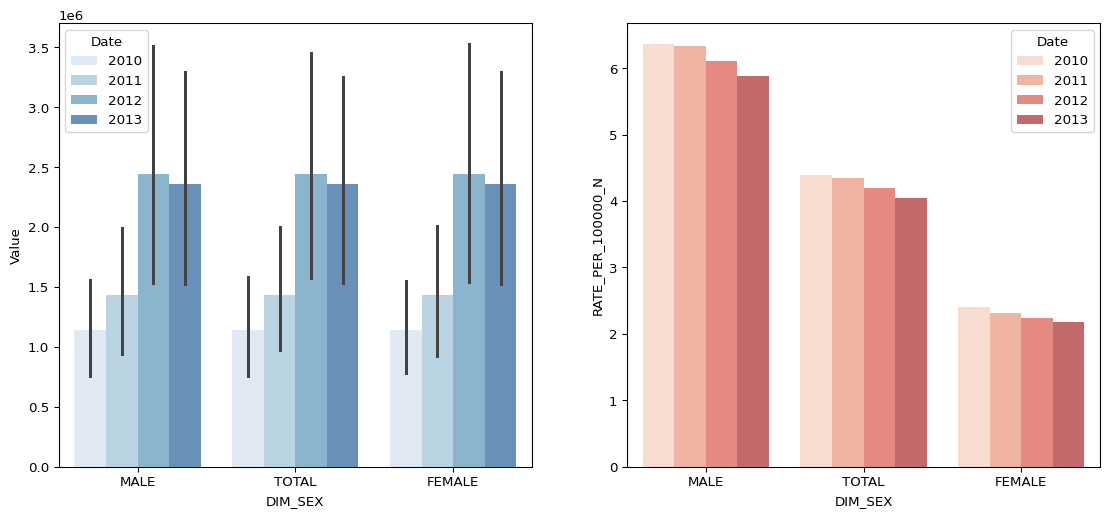 1e6
Date
2010
2011
2012
2013
3.5
3.0
2.5
2.0
1.5
1.0
0.5
0.0
Value
MALE
TOTAL
FEMALE
DIM_SEX
Date
2010
2011
2012
2013
6
5
4
3
2
1
0
RATE_PER_100000_N
MALE
TOTAL
FEMALE
DIM_SEX